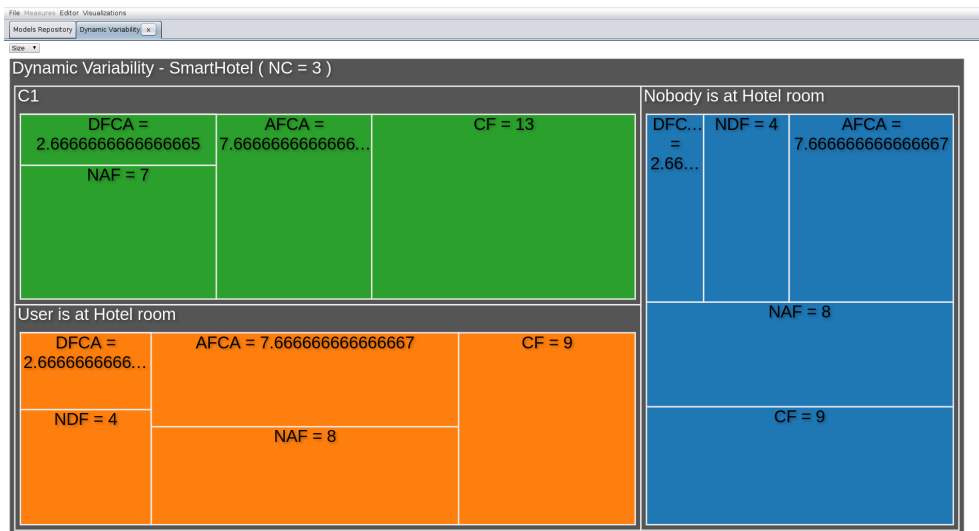 File Measures Editor Visualizations
Models Repository Dynamic Variability x
Size
Dynamic Variability - SmartHotel ( NC = 3 )
C1
DFCA =
2.6666666666666665
NAF = 7
AFCA =
7.6666666666666…
CF = 13
User is at Hotel room
DFCA =
2.6666666666…
NDF = 4
AFCA = 7.666666666666667
NAF = 8
CF = 9
Nobody is at Hotel room
DFC...
=
2.66…
NDF = 4
AFCA =
7.666666666666667
NAF = 8
CF = 9